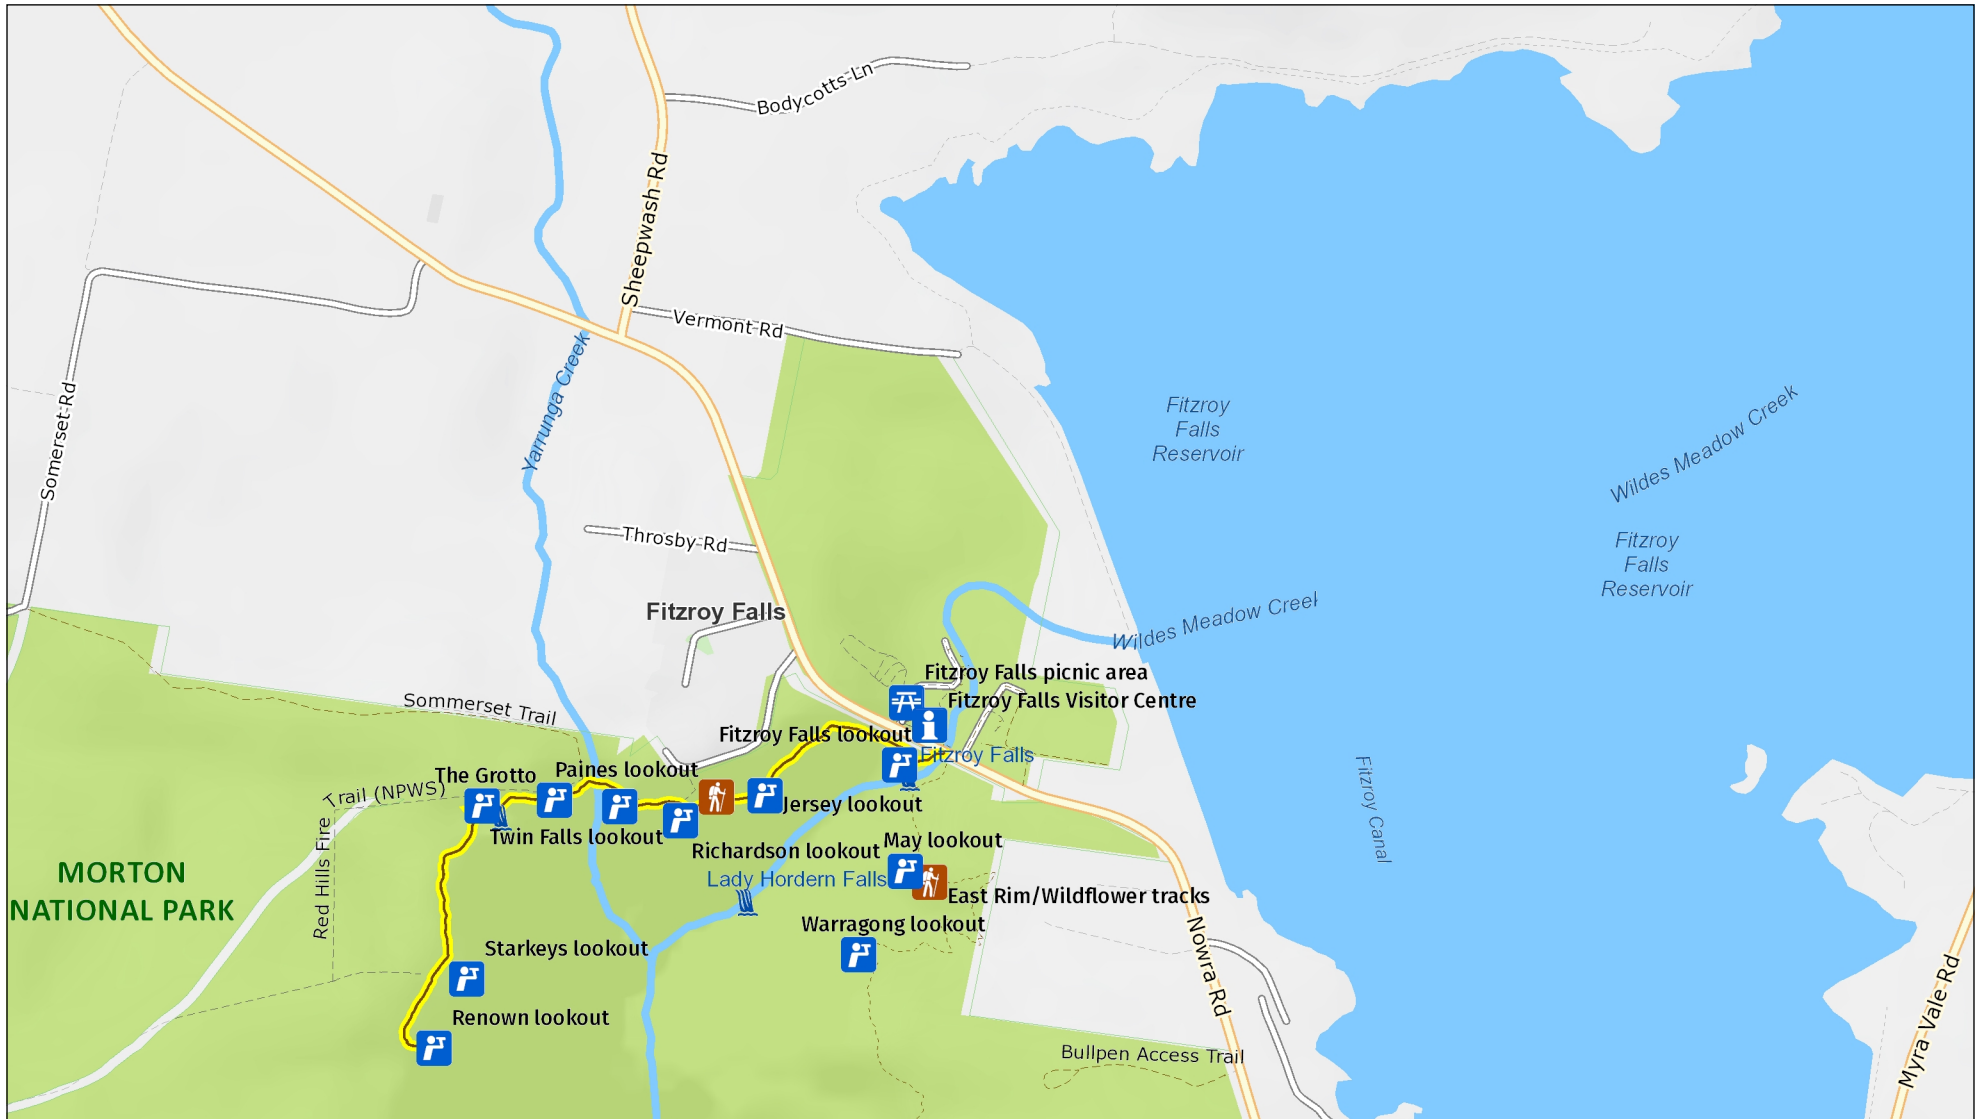 Bodycotts Ln
Sheepwash Rd
Vermont Rd
Yarrunga Creek
Somerset Rd
Fitzroy
Falls
Reservoir
Wildes Meadow Creek
Fitzroy
Falls
Reservoir
Throsby Rd
Fitzroy Falls
Wildes Meadow Creek
Fitzroy Falls picnic area
Fitzroy Falls Visitor Centre
Sommerset Trail
Fitzroy Falls lookout
Fitzroy Falls
The Grotto
Paines lookout
Trail (NPWS)
Red Hills Fire
Jersey lookout
Twin Falls lookout
Richardson lookout
May lookout
Fitzroy Canal
MORTON
NATIONAL PARK
Lady Hordern Falls
East Rim/Wildflower tracks
Warragong lookout
Starkeys lookout
Nowra Rd
Renown lookout
Bullpen Access Trail
Myra Vale Rd